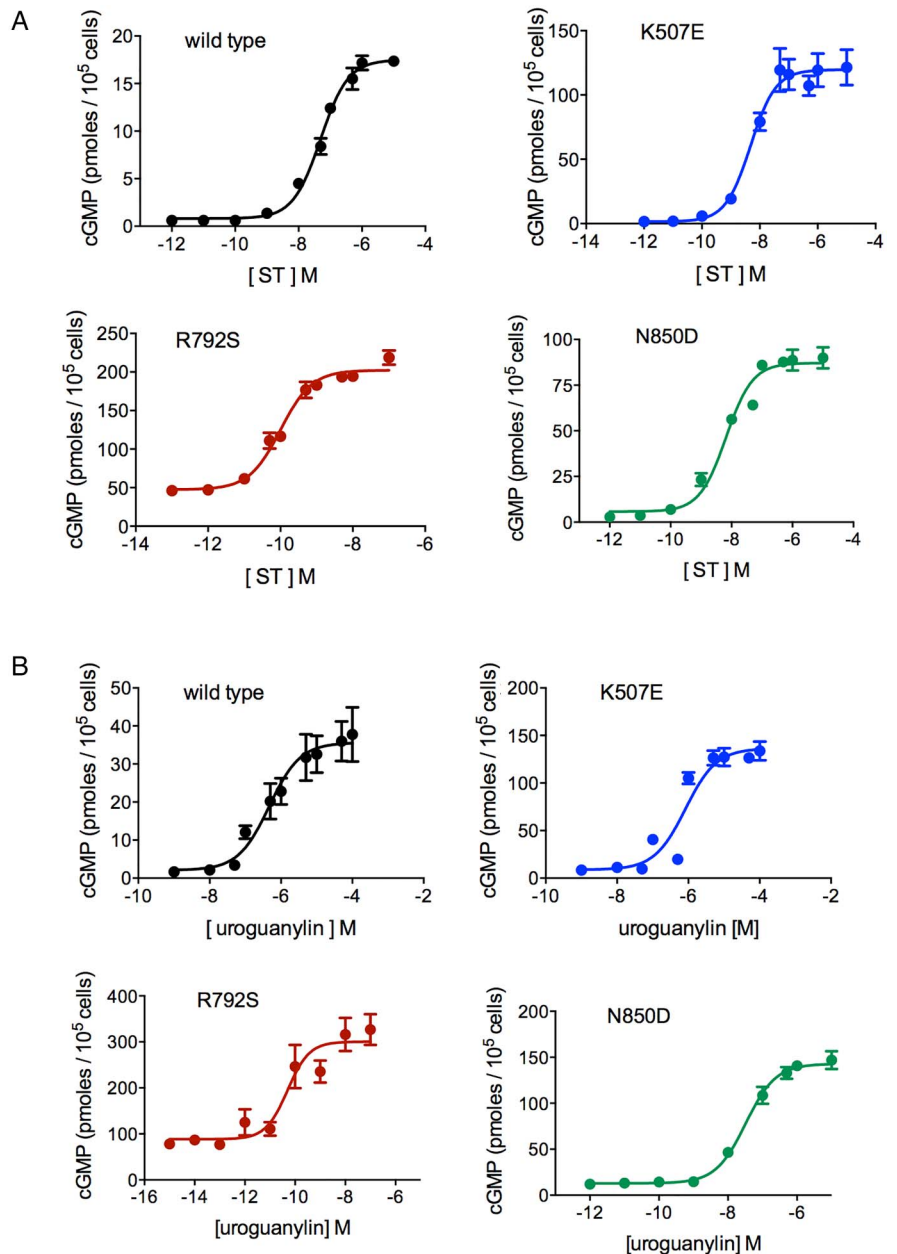 A
wild type
cGMP (pmoles / 10⁵ cells)
20
15
10
5
0
-12 -10 -8 -6 -4
[ ST ] M
K507E
cGMP (pmoles / 10⁵ cells)
150
100
50
0
-14 -12 -10 -8 -6 -4
[ ST ] M
R792S
cGMP (pmoles / 10⁵ cells)
250
200
150
100
50
0
-14 -12 -10 -8 -6
[ ST ] M
N850D
cGMP (pmoles / 10⁵ cells)
100
75
50
25
0
-12 -10 -8 -6 -4
[ ST ] M
B
wild type
cGMP (pmoles / 10⁵ cells)
50
40
30
20
10
0
-10 -8 -6 -4 -2
[ uroguanylin ] M
K507E
cGMP (pmoles / 10⁵ cells)
200
150
100
50
0
-10 -8 -6 -4 -2
uroguanylin [M]
R792S
cGMP (pmoles / 10⁵ cells)
400
300
200
100
0
-16 -14 -12 -10 -8 -6
[uroguanylin] M
N850D
cGMP (pmoles / 10⁵ cells)
200
150
100
50
0
-12 -10 -8 -6
[uroguanylin] M